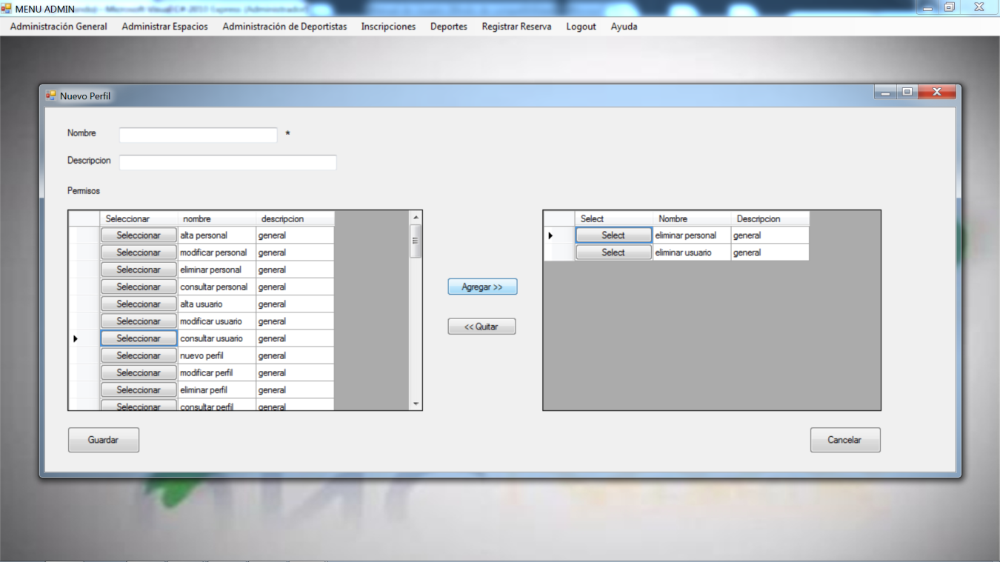 MENU ADMIN
Administración General Administrar Espacios Administración de Deportistas Inscripciones Deportes Registrar Reserva Logout Ayuda
Nuevo Perfil
Nombre *
Descripcion
Permisos
Seleccionar nombre descripcion
Seleccionar alta personal general
Seleccionar modificar personal general
Seleccionar eliminar personal general
Seleccionar consultar personal general
Seleccionar alta usuario general
Seleccionar modificar usuario general
Seleccionar consultar usuario general
Seleccionar nuevo perfil general
Seleccionar modificar perfil general
Seleccionar eliminar perfil general
Seleccionar consultar perfil general
Agregar >>
<< Quitar
Select Nombre Descripcion
Select eliminar personal general
Select eliminar usuario general
Guardar
Cancelar